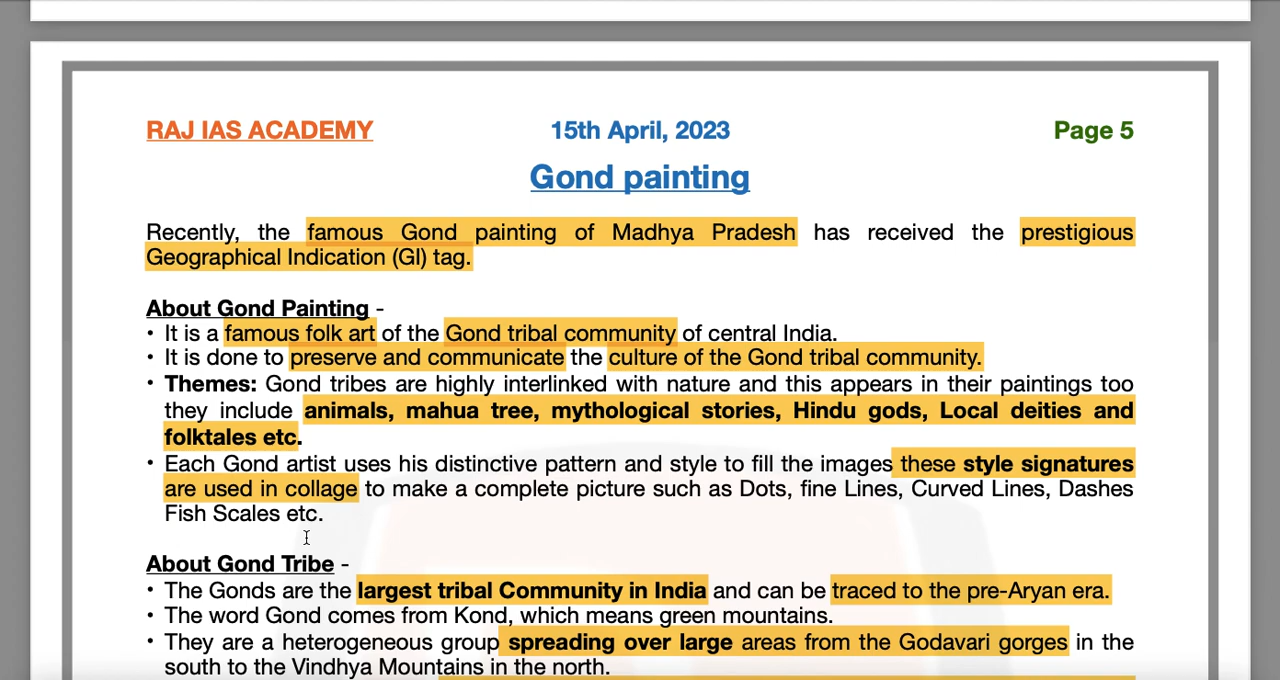 RAJ IAS ACADEMY 15th April, 2023 Page 5
Gond painting
Recently, the famous Gond painting of Madhya Pradesh has received the prestigious
Geographical Indication (GI) tag.
About Gond Painting -
• It is a famous folk art of the Gond tribal community of central India.
• It is done to preserve and communicate the culture of the Gond tribal community.
• Themes: Gond tribes are highly interlinked with nature and this appears in their paintings too
they include animals, mahua tree, mythological stories, Hindu gods, Local deities and
folktales etc.
• Each Gond artist uses his distinctive pattern and style to fill the images these style signatures
are used in collage to make a complete picture such as Dots, fine Lines, Curved Lines, Dashes
Fish Scales etc.
About Gond Tribe -
• The Gonds are the largest tribal Community in India and can be traced to the pre-Aryan era.
• The word Gond comes from Kond, which means green mountains.
• They are a heterogeneous group spreading over large areas from the Godavari gorges in the
south to the Vindhya Mountains in the north.